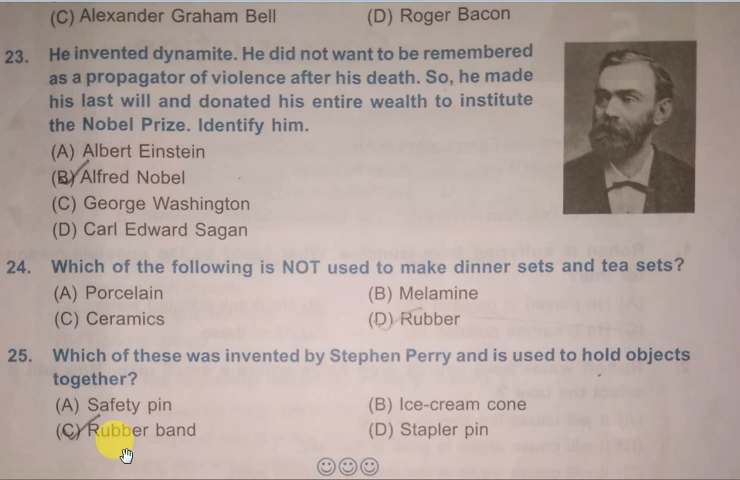 (C) Alexander Graham Bell (D) Roger Bacon
23. He invented dynamite. He did not want to be remembered
as a propagator of violence after his death. So, he made
his last will and donated his entire wealth to institute
the Nobel Prize. Identify him.
(A) Albert Einstein
(B) Alfred Nobel
(C) George Washington
(D) Carl Edward Sagan
24. Which of the following is NOT used to make dinner sets and tea sets?
(A) Porcelain (B) Melamine
(C) Ceramics (D) Rubber
25. Which of these was invented by Stephen Perry and is used to hold objects
together?
(A) Safety pin (B) Ice-cream cone
(C) Rubber band (D) Stapler pin